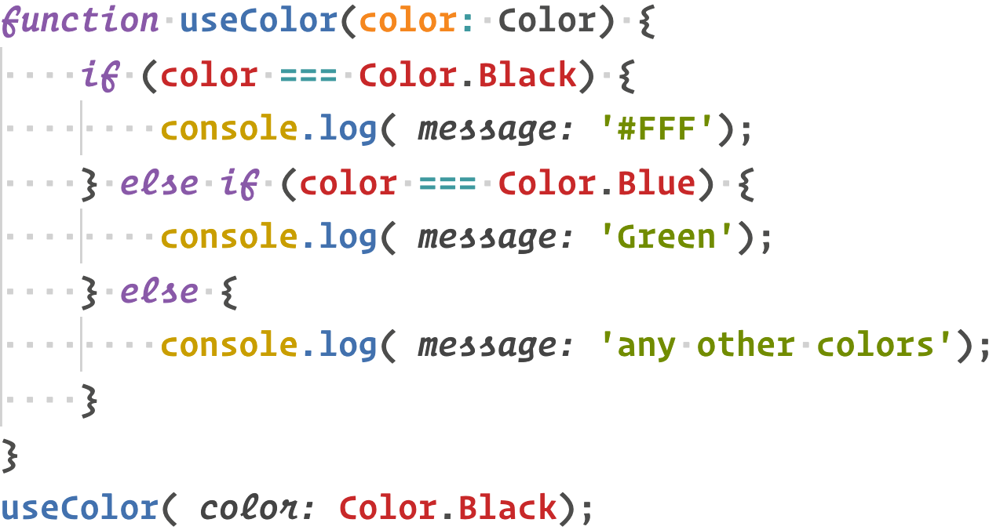 function useColor(color: Color) {
    if (color === Color.Black) {
        console.log( message: '#FFF');
    } else if (color === Color.Blue) {
        console.log( message: 'Green');
    } else {
        console.log( message: 'any other colors');
    }
}
useColor( color: Color.Black);